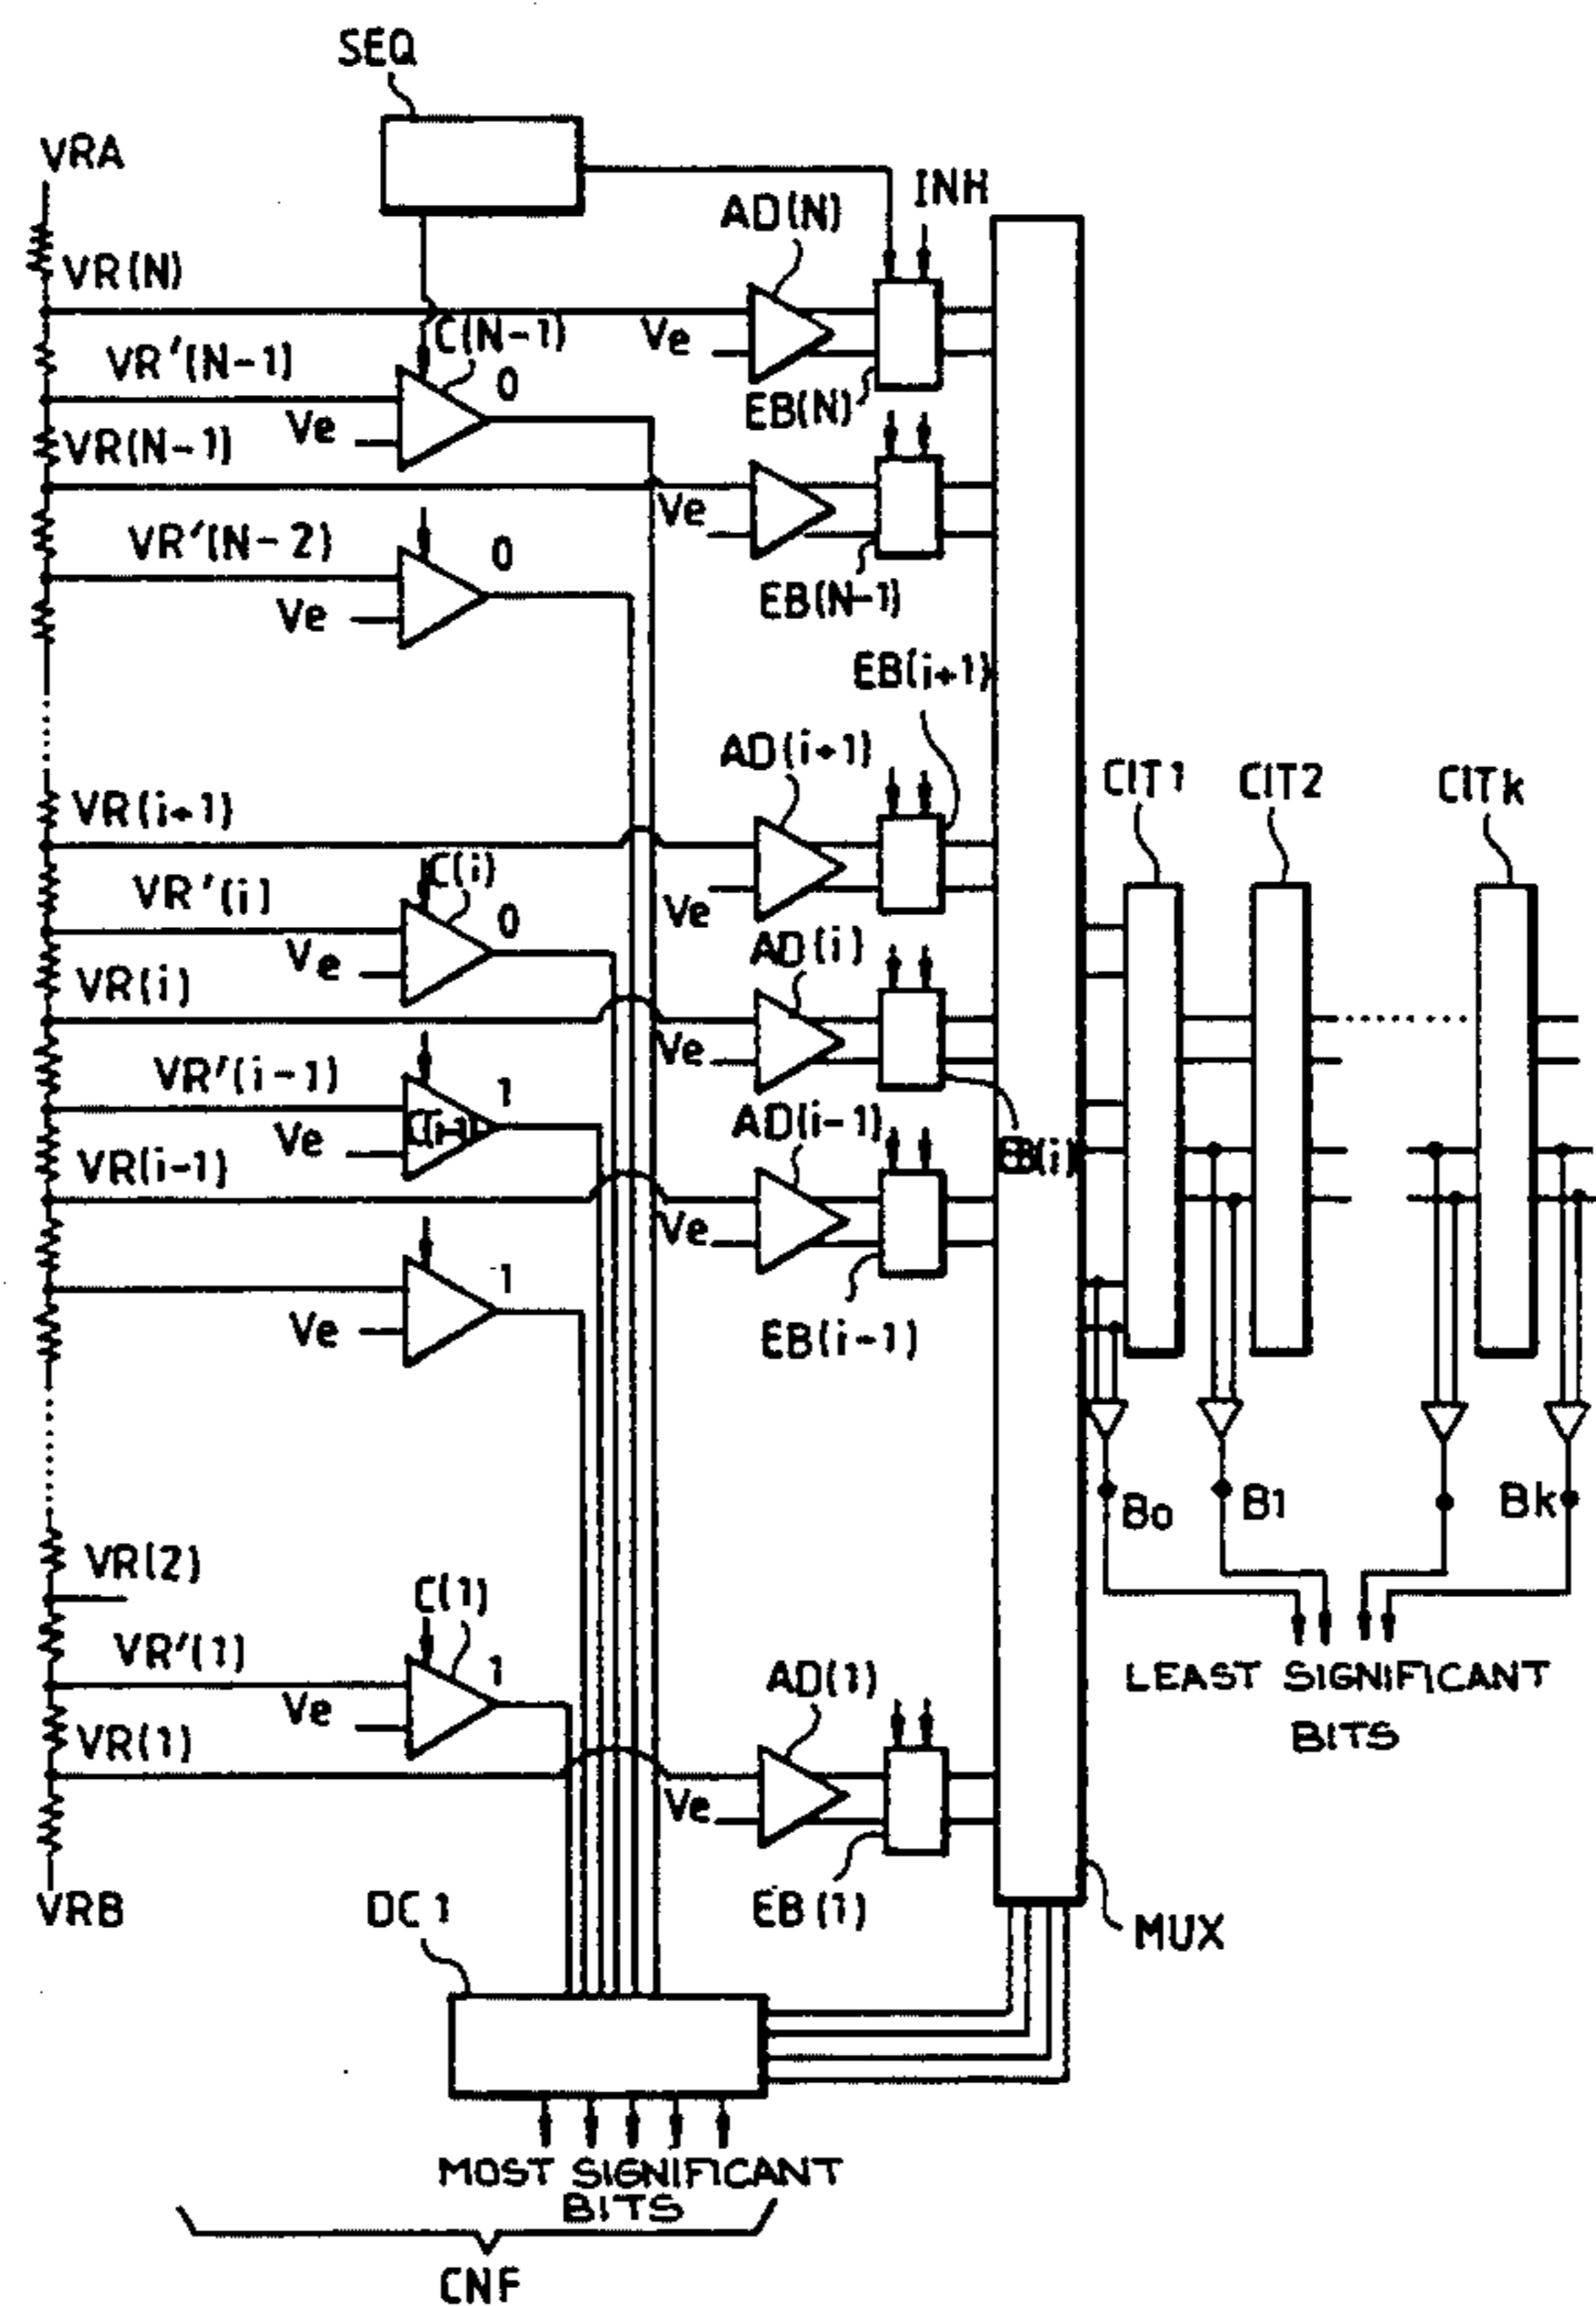 SEQ
VRA
INH
AD(N)
VR(N)
C(N-1)
Ve
VR'(N-1)
0
EB(N)
Ve
VR(N-1)
Ve
VR'(N-2)
0
EB(N-1)
Ve
EB(i+1)
AD(i+1)
CIT1
CIT2
CITk
VR(i+1)
C(i)
VR'(i)
0
Ve
AD(i)
Ve
VR(i)
Ve
VR'(i-1)
1
AD(i-1)
Ve
C(i-1)
EB(i)
VR(i-1)
Ve
1
Ve
EB(i-1)
B0
B1
Bk
VR(2)
C(1)
VR'(1)
1
AD(1)
LEAST SIGNIFICANT
BITS
Ve
VR(1)
Ve
VRB
DC1
EB(1)
MUX
MOST SIGNIFICANT
BITS
CNF